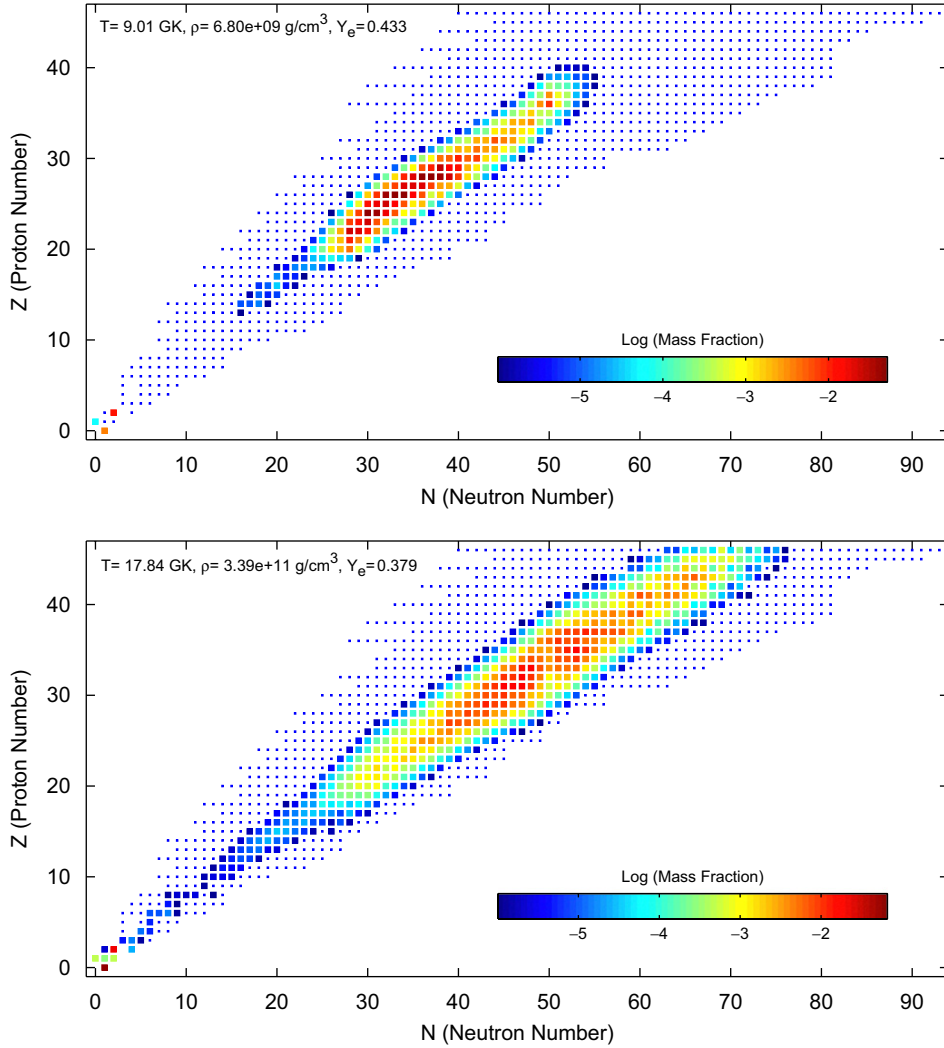 T= 9.01 GK, ρ= 6.80e+09 g/cm³, Yₑ=0.433
40
30
20
10
0
Z (Proton Number)
Log (Mass Fraction)
−5 −4 −3 −2
0 10 20 30 40 50 60 70 80 90
N (Neutron Number)
T= 17.84 GK, ρ= 3.39e+11 g/cm³, Yₑ=0.379
40
30
20
10
0
Z (Proton Number)
Log (Mass Fraction)
−5 −4 −3 −2
0 10 20 30 40 50 60 70 80 90
N (Neutron Number)